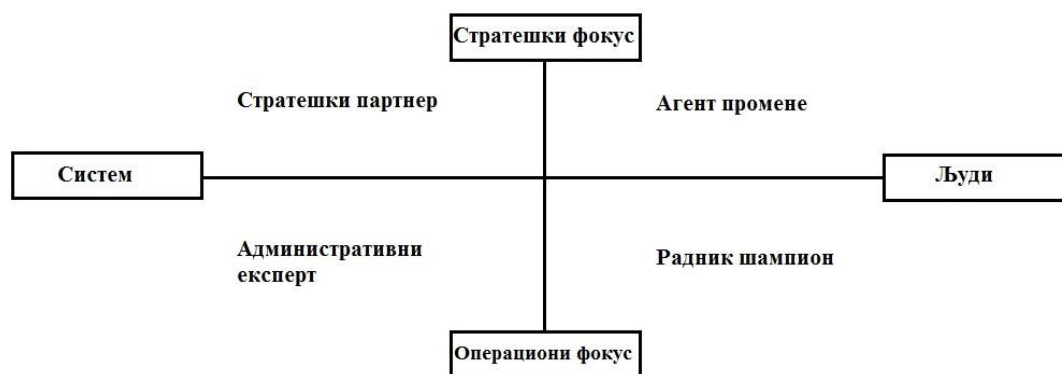 Стратешки фокус
Стратешки партнер
Агент промене
Систем
Људи
Административни
експерт
Радник шампион
Операциони фокус